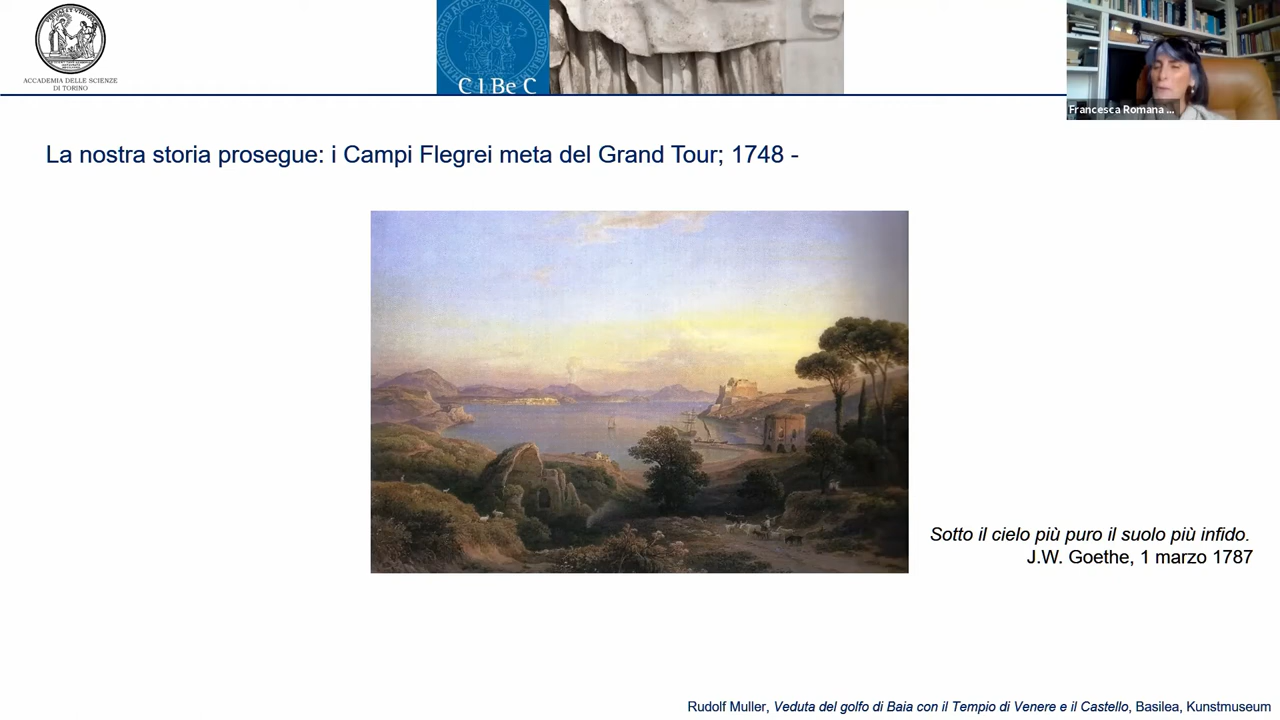 ACCADEMIA DELLE SCIENZE
DI TORINO
C I Be C
Francesca Romana ...
La nostra storia prosegue: i Campi Flegrei meta del Grand Tour; 1748 -
Sotto il cielo più puro il suolo più infido.
J.W. Goethe, 1 marzo 1787
Rudolf Muller, Veduta del golfo di Baia con il Tempio di Venere e il Castello, Basilea, Kunstmuseum